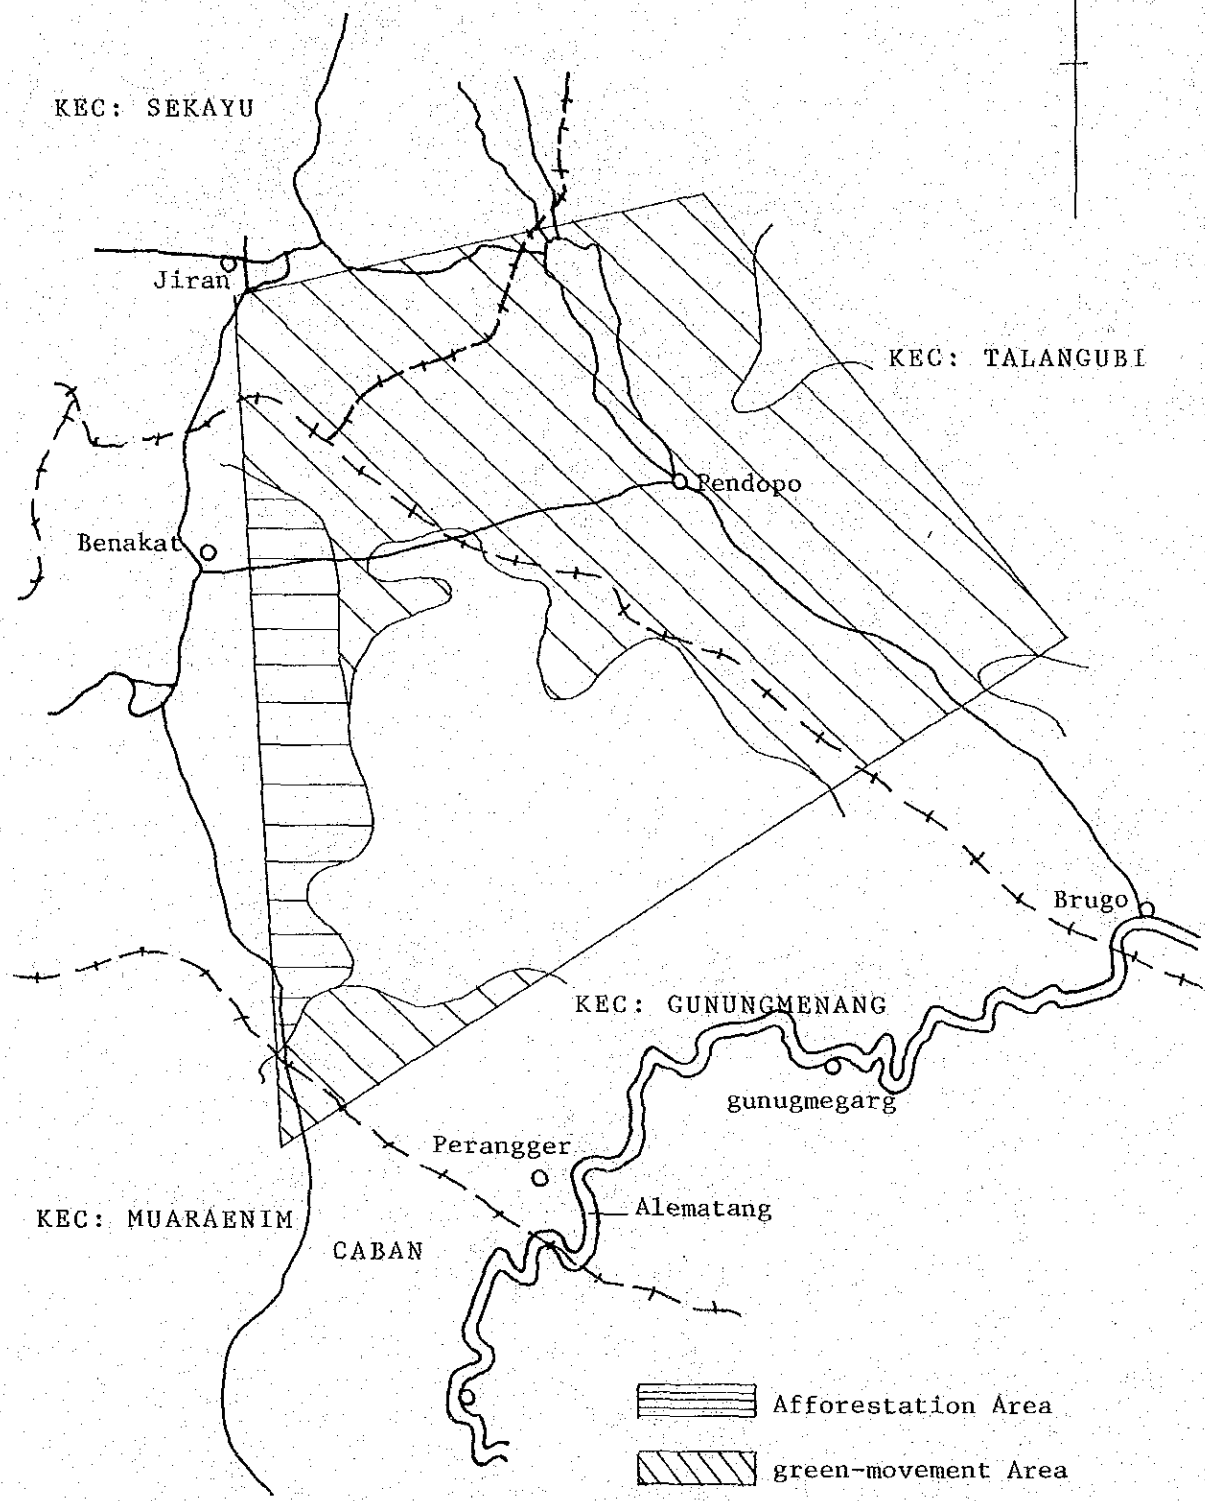 KEC: SEKAYU
Jiran
KEC: TALANGUBI
Pendopo
Benakat
Brugo
KEC: GUNUNGMENANG
gunugmegarg
Perangger
Alematang
KEC: MUARAENIM
CABAN
Afforestation Area
green-movement Area